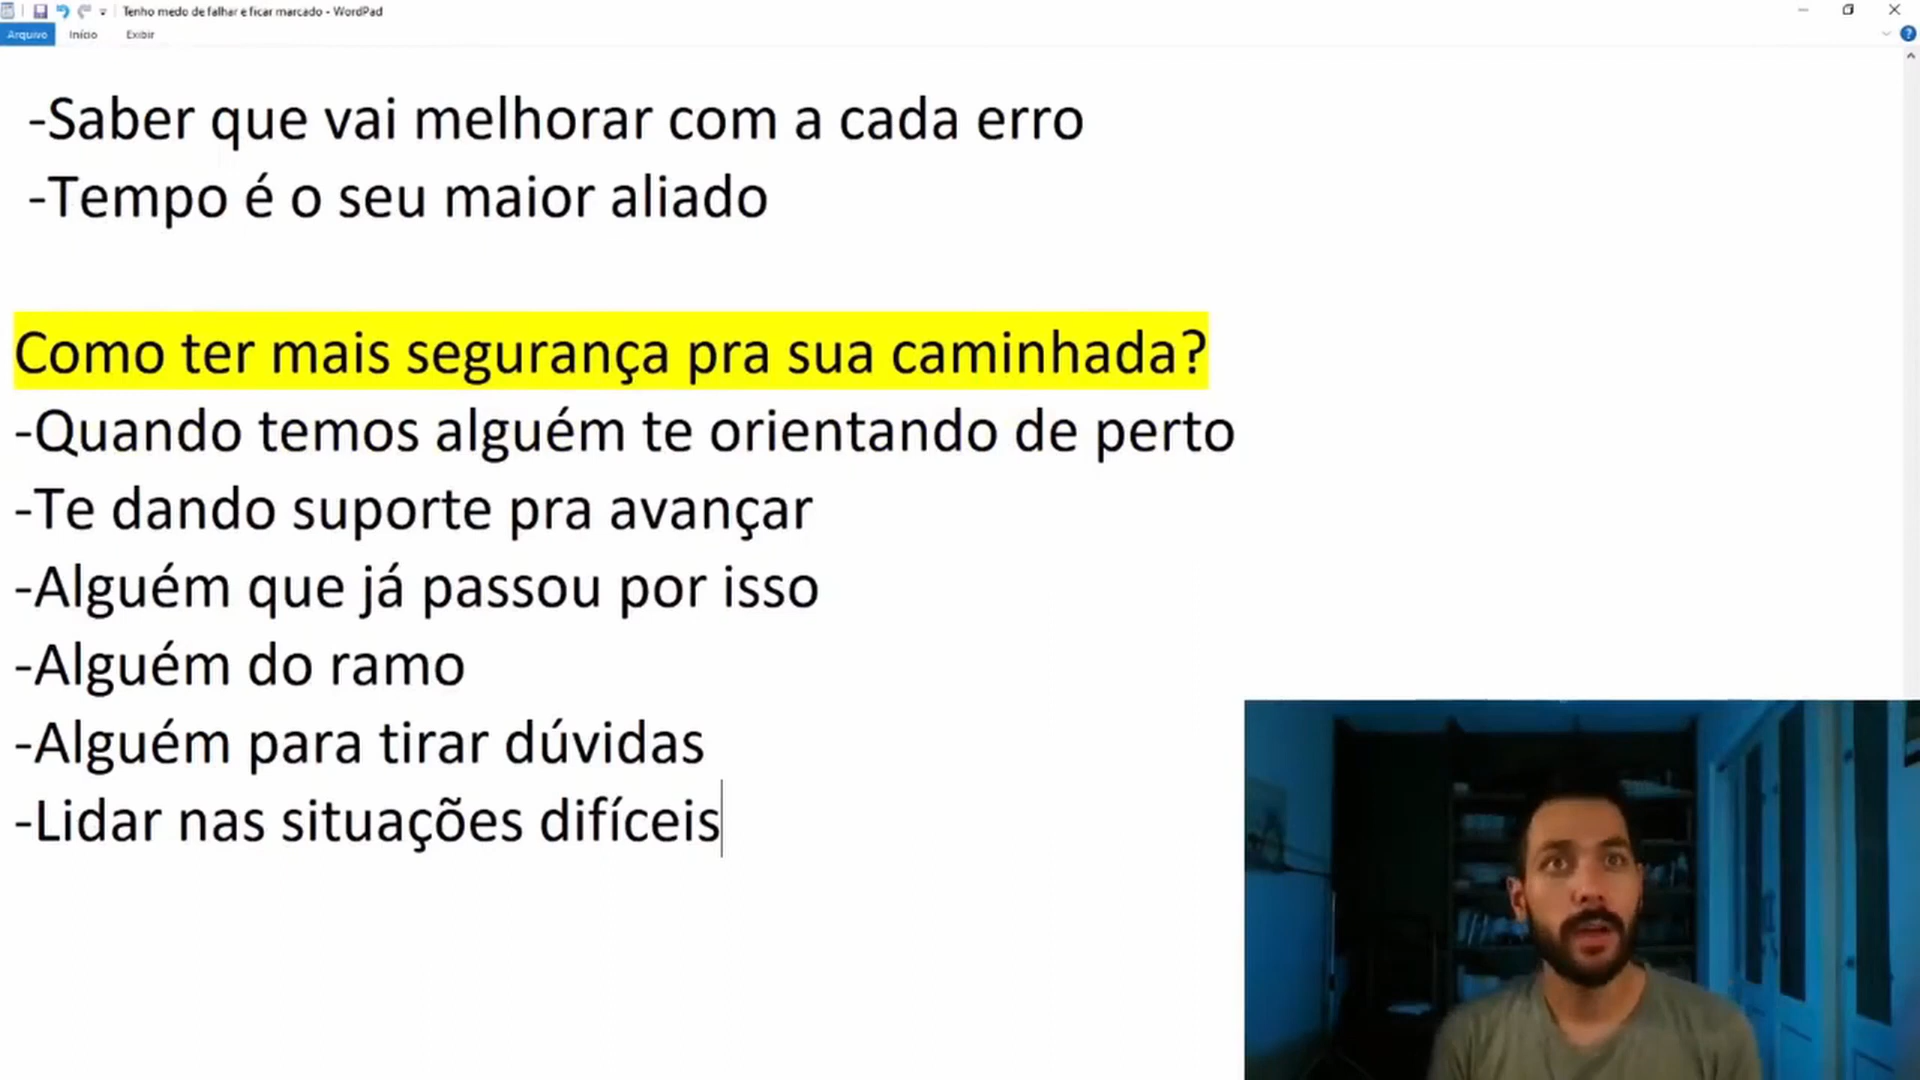 Tenho medo de falhar e ficar marcado - WordPad
Arquivo Início Exibir
-Saber que vai melhorar com a cada erro
-Tempo é o seu maior aliado
Como ter mais segurança pra sua caminhada?
-Quando temos alguém te orientando de perto
-Te dando suporte pra avançar
-Alguém que já passou por isso
-Alguém do ramo
-Alguém para tirar dúvidas
-Lidar nas situações difíceis